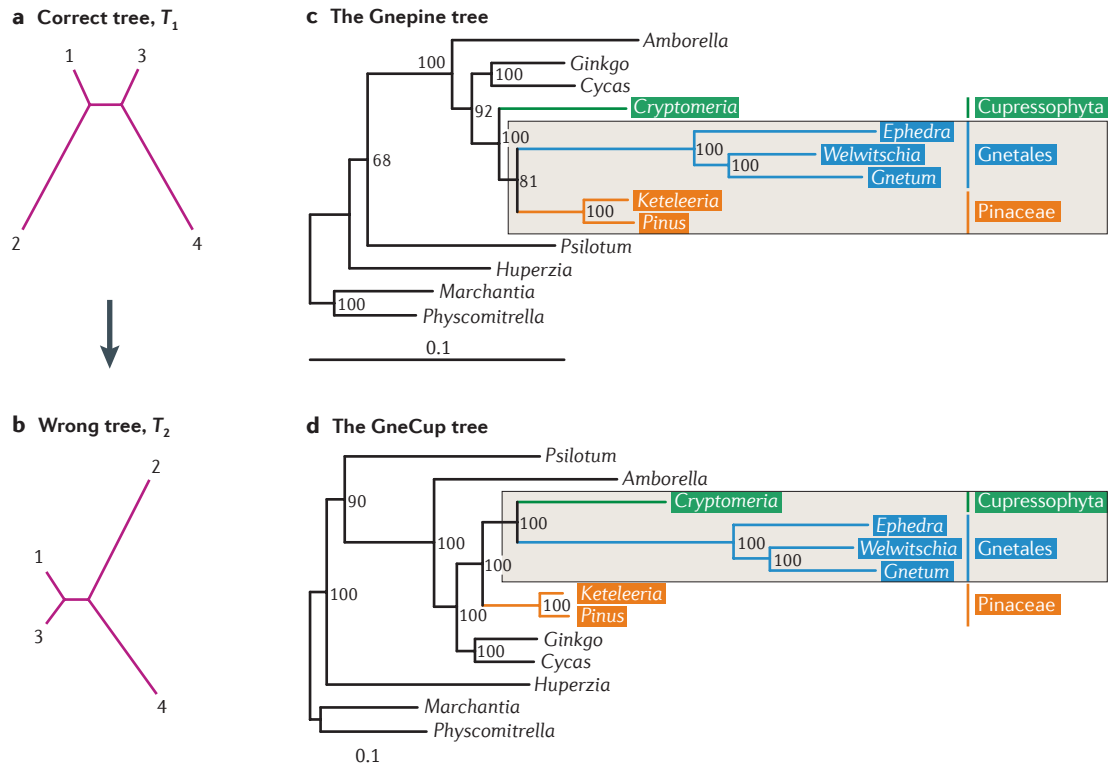 a Correct tree, T1
1
3
2
4
b Wrong tree, T2
2
1
3
4
c The Gnepine tree
Amborella
100
Ginkgo
100
Cycas
92
Cryptomeria
Cupressophyta
100
Ephedra
100
Welwitschia
Gnetales
100
68
Gnetum
81
Keteleeria
100
Pinaceae
Pinus
Psilotum
Huperzia
Marchantia
100
Physcomitrella
0.1
d The GneCup tree
Psilotum
Amborella
90
Cryptomeria
Cupressophyta
100
Ephedra
100
100
Welwitschia
Gnetales
100
100
Gnetum
100
Keteleeria
100
Pinaceae
Pinus
100
Ginkgo
100
Cycas
Huperzia
Marchantia
Physcomitrella
0.1